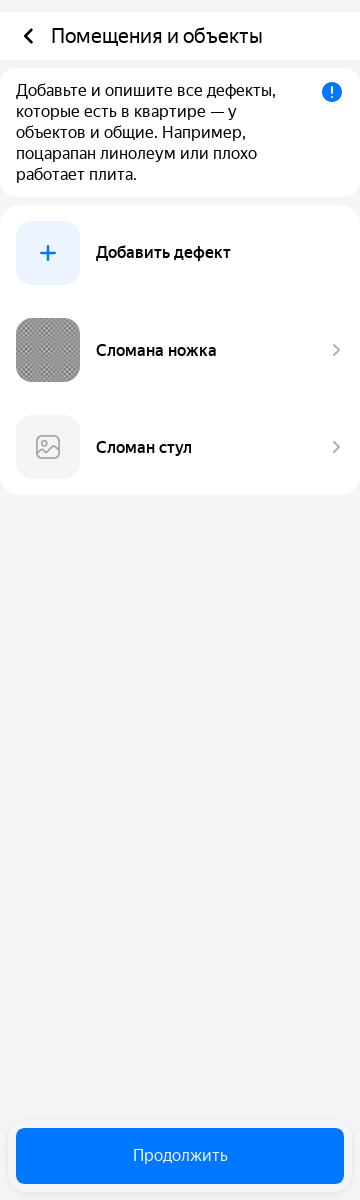 Помещения и объекты
Добавьте и опишите все дефекты,
которые есть в квартире — у
объектов и общие. Например,
поцарапан линолеум или плохо
работает плита.
Добавить дефект
Сломана ножка
Сломан стул
Продолжить